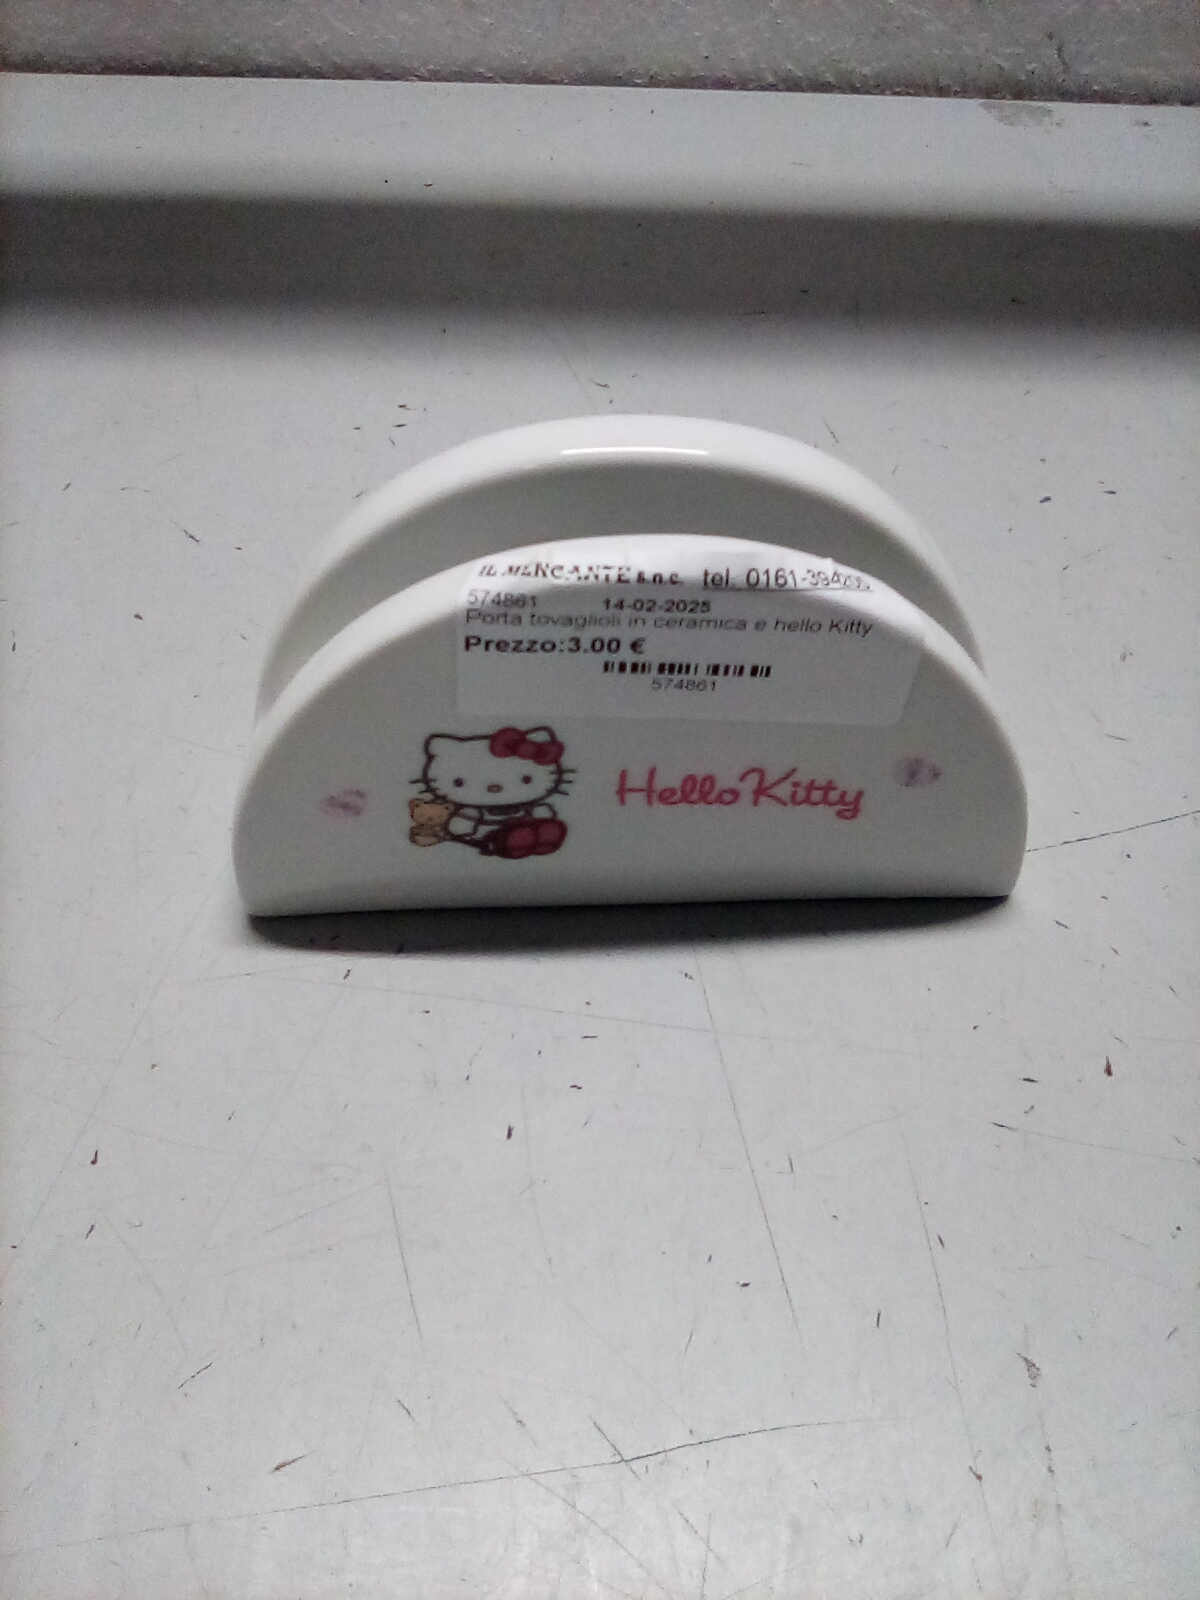 IL MERCANTE s.n.c. tel. 0161-394
574861 14-02-2025
Porta tovaglioli in ceramica e hello Kitty
Prezzo:3.00 €
574861
Hello Kitty